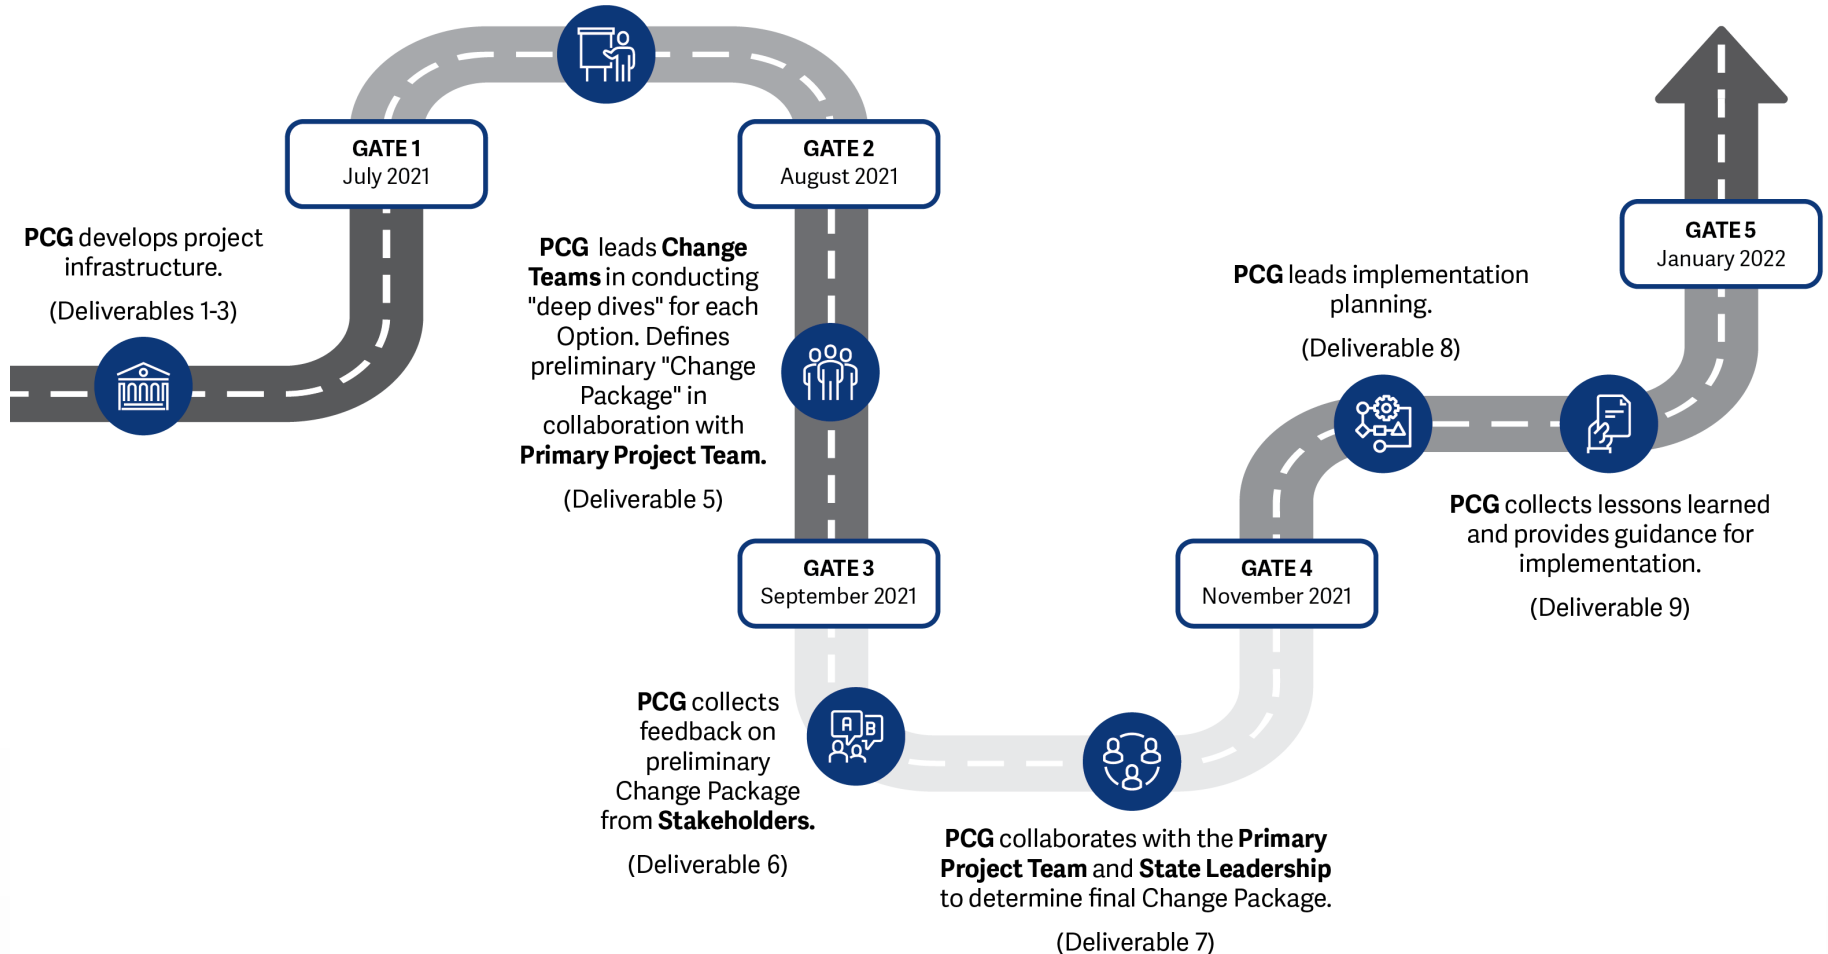 PCG develops project
infrastructure.
(Deliverables 1-3)
GATE 1
July 2021
GATE 2
August 2021
PCG leads Change
Teams in conducting
"deep dives" for each
Option. Defines
preliminary "Change
Package" in
collaboration with
Primary Project Team.
(Deliverable 5)
GATE 3
September 2021
PCG collects
feedback on
preliminary
Change Package
from Stakeholders.
(Deliverable 6)
A
B
PCG collaborates with the Primary
Project Team and State Leadership
to determine final Change Package.
(Deliverable 7)
GATE 4
November 2021
PCG leads implementation
planning.
(Deliverable 8)
PCG collects lessons learned
and provides guidance for
implementation.
(Deliverable 9)
GATE 5
January 2022